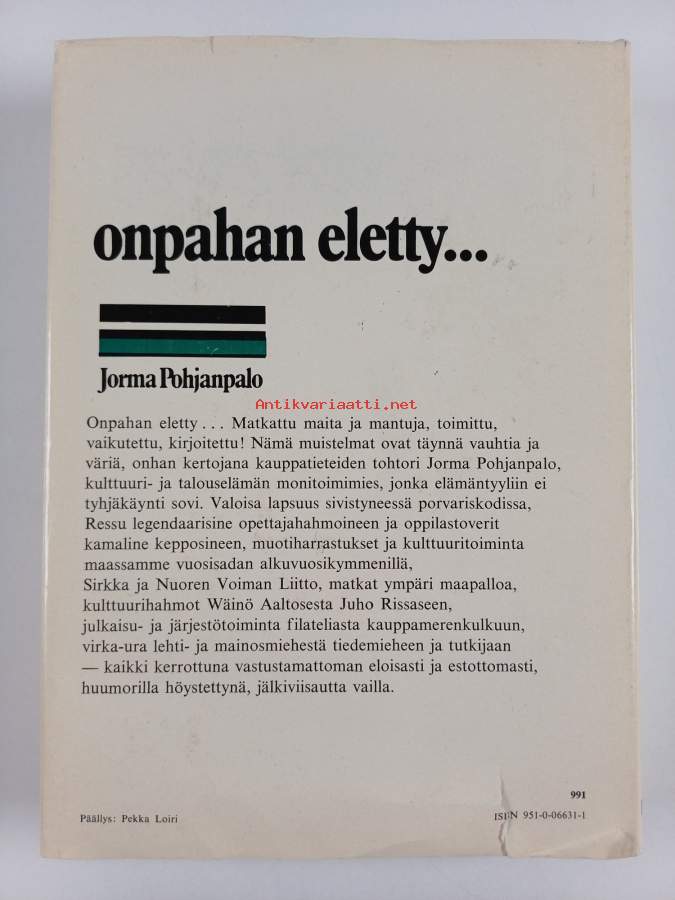 onpahan eletty...
Jorma Pohjanpalo
Antikvariaatti.net
Onpahan eletty... Matkattu maita ja mantuja, toimittu,
vaikutettu, kirjoitettu! Nämä muistelmat ovat täynnä vauhtia ja
väriä, onhan kertojana kauppatieteiden tohtori Jorma Pohjanpalo,
kulttuuri- ja talouselämän monitoimimies, jonka elämäntyyliin ei
tyhjäkäynti sovi. Valoisa lapsuus sivistyneessä porvariskodissa,
Ressu legendaarisine opettajahahmoineen ja oppilastoverit
kamaline kepposineen, muotiharrastukset ja kulttuuritoiminta
maassamme vuosisadan alkuvuosikymmenillä,
Sirkka ja Nuoren Voiman Liitto, matkat ympäri maapalloa,
kulttuurihahmot Wäinö Aaltosesta Juho Rissaseen,
julkaisu- ja järjestötoiminta filateliasta kauppamerenkulkuun,
virka-ura lehti- ja mainosmiehestä tiedemieheen ja tutkijaan
— kaikki kerrottuna vastustamattoman eloisasti ja estottomasti,
huumorilla höystettynä, jälkiviisautta vailla.
991
Päällys: Pekka Loiri
ISBN 951-0-06631-1